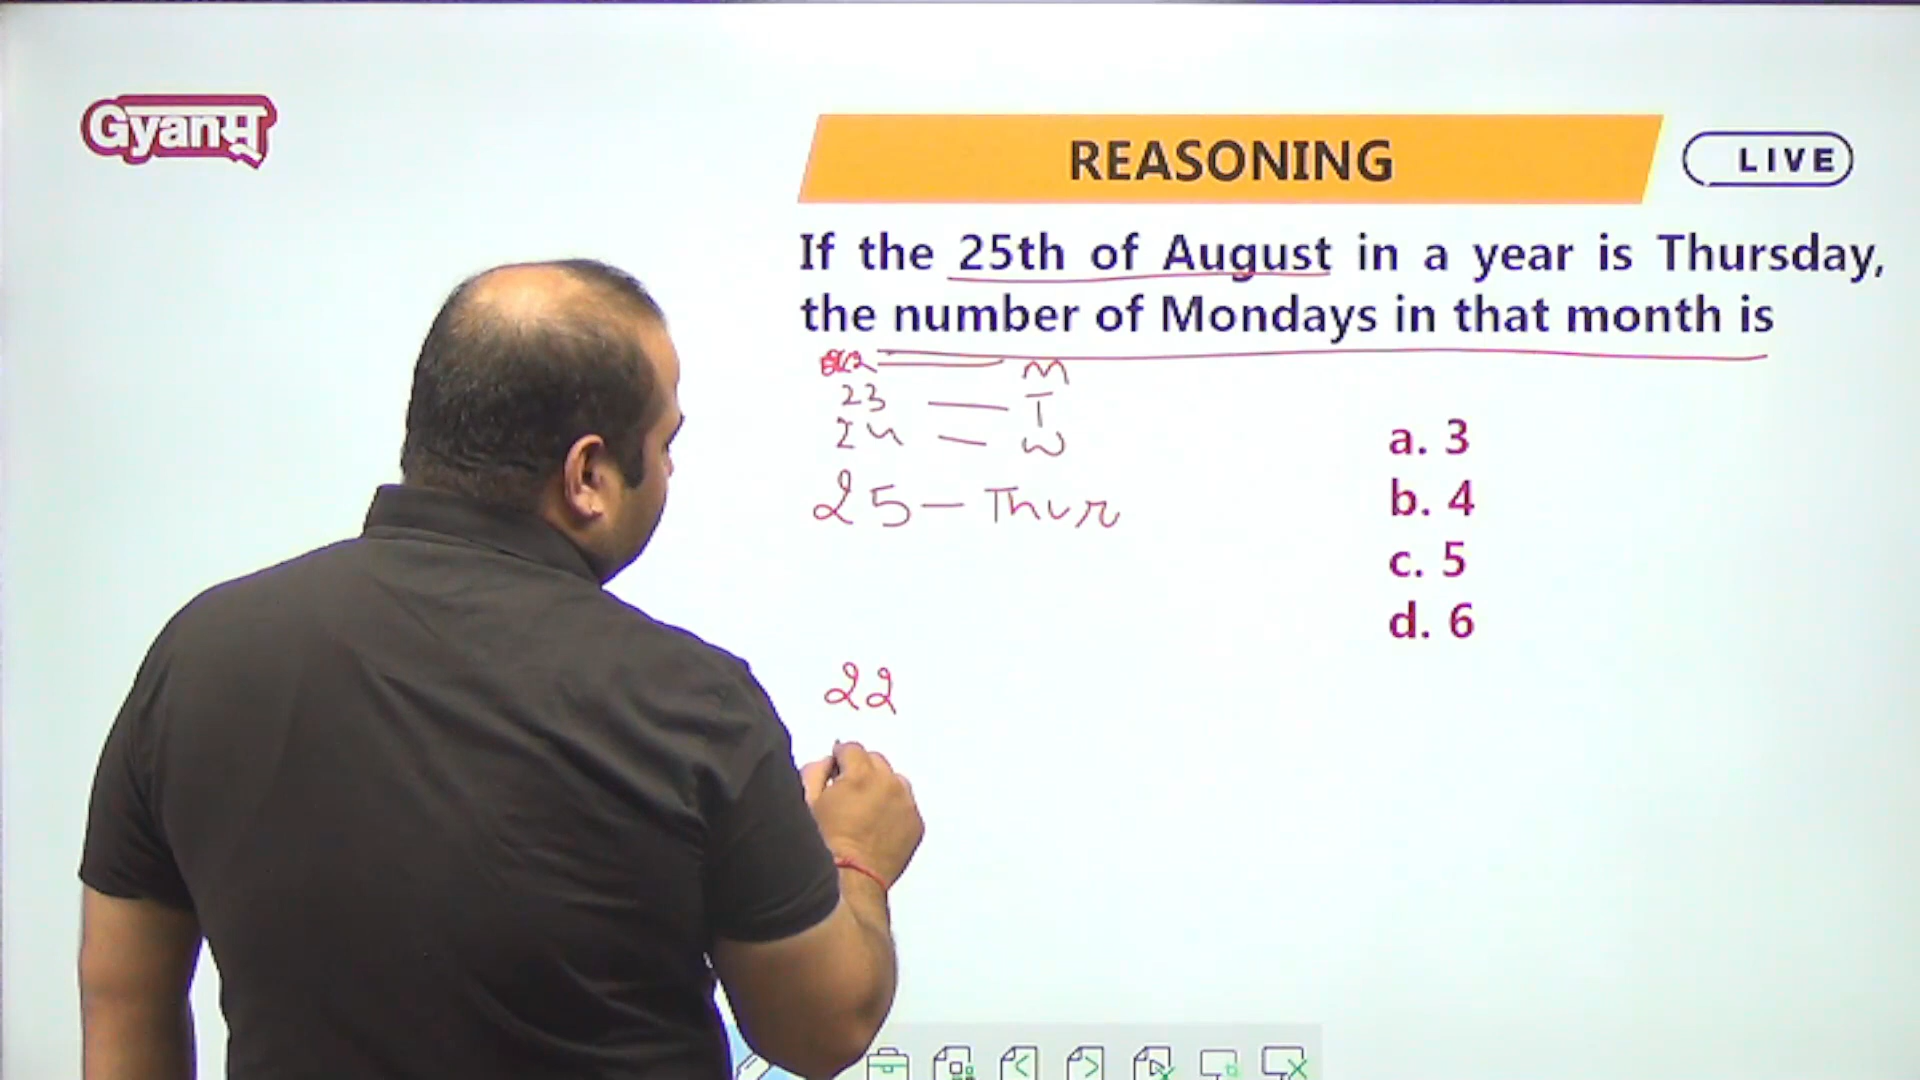 Gyanम्
REASONING
LIVE
If the 25th of August in a year is Thursday,
the number of Mondays in that month is
22 M
23 — T
24 — W
25 — Thur
a. 3
b. 4
c. 5
d. 6
22